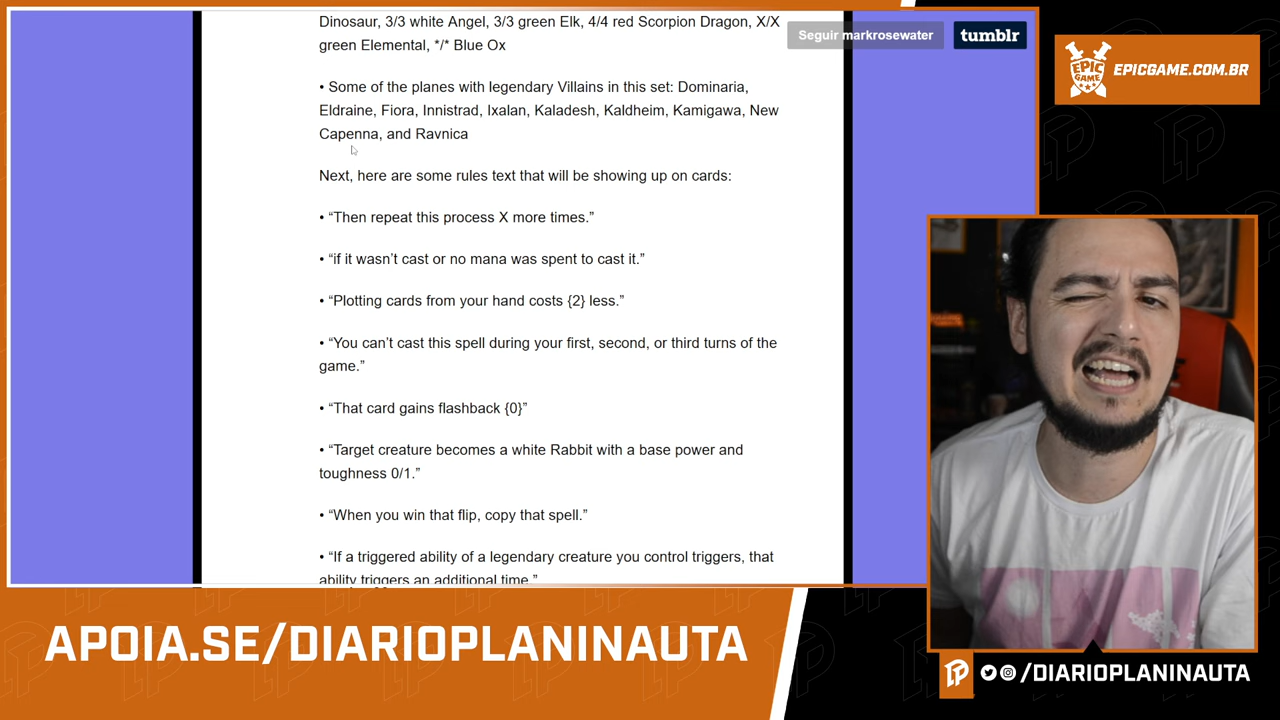 Dinosaur, 3/3 white Angel, 3/3 green Elk, 4/4 red Scorpion Dragon, X/X
green Elemental, */* Blue Ox
Seguir markrosewater
tumblr
• Some of the planes with legendary Villains in this set: Dominaria,
Eldraine, Fiora, Innistrad, Ixalan, Kaladesh, Kaldheim, Kamigawa, New
Capenna, and Ravnica
Next, here are some rules text that will be showing up on cards:
• “Then repeat this process X more times.”
• “if it wasn’t cast or no mana was spent to cast it.”
• “Plotting cards from your hand costs {2} less.”
• “You can’t cast this spell during your first, second, or third turns of the
game.”
• “That card gains flashback {0}”
• “Target creature becomes a white Rabbit with a base power and
toughness 0/1.”
• “When you win that flip, copy that spell.”
• “If a triggered ability of a legendary creature you control triggers, that
ability triggers an additional time.”
EPIC
GAME
EPICGAME.COM.BR
APOIA.SE/DIARIOPLANINAUTA
/DIARIOPLANINAUTA